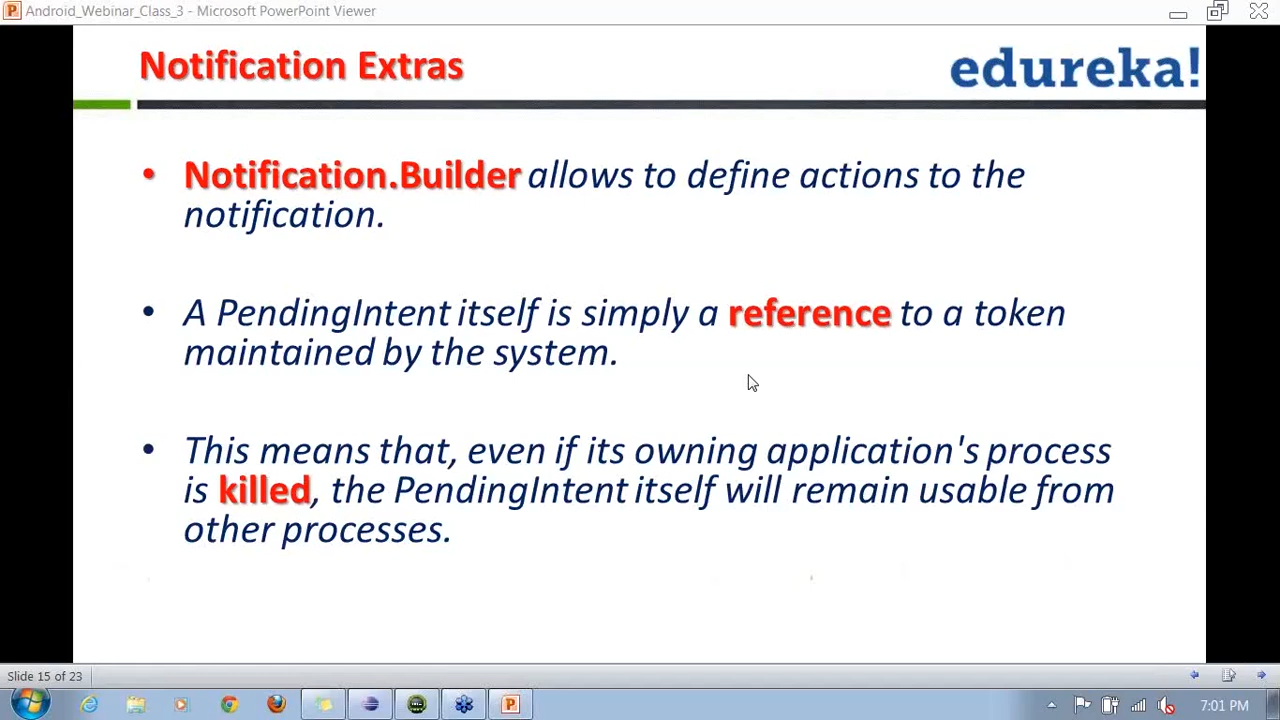 Android_Webinar_Class_3 - Microsoft PowerPoint Viewer
Notification Extras
edureka!
• Notification.Builder allows to define actions to the
notification.
• A PendingIntent itself is simply a reference to a token
maintained by the system.
• This means that, even if its owning application's process
is killed, the PendingIntent itself will remain usable from
other processes.
Slide 15 of 23
7:01 PM